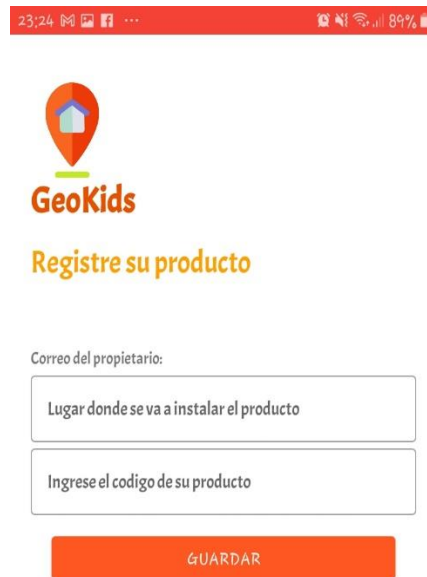 23:24 ... 89%
GeoKids
Registre su producto
Correo del propietario:
Lugar donde se va a instalar el producto
Ingrese el codigo de su producto
GUARDAR